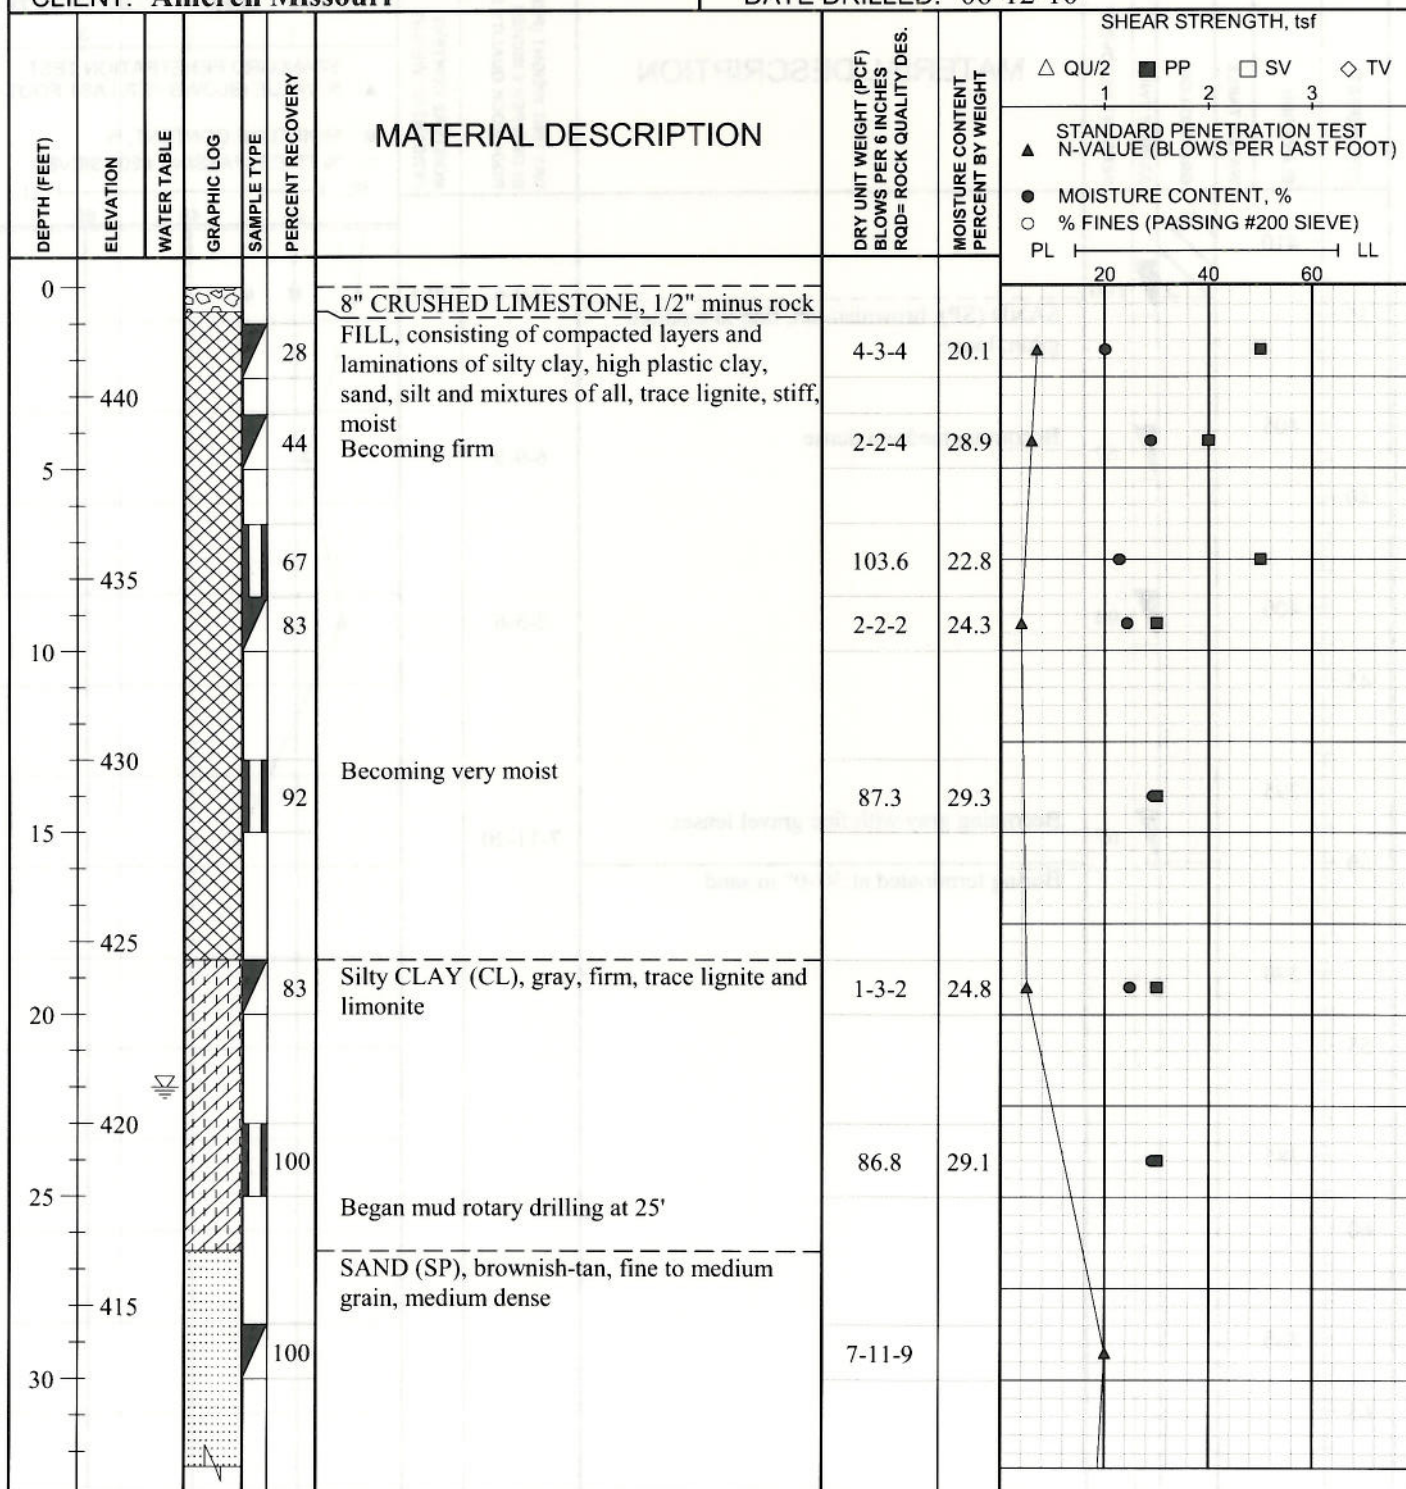 CLIENT: Ameren Missouri
DATE DRILLED: 08-12-10
DEPTH (FEET)
ELEVATION
WATER TABLE
GRAPHIC LOG
SAMPLE TYPE
PERCENT RECOVERY
MATERIAL DESCRIPTION
DRY UNIT WEIGHT (PCF)
BLOWS PER 6 INCHES
RQD= ROCK QUALITY DES.
MOISTURE CONTENT
PERCENT BY WEIGHT
SHEAR STRENGTH, tsf
△ QU/2 ■ PP □ SV ◇ TV
1 2 3
STANDARD PENETRATION TEST
▲ N-VALUE (BLOWS PER LAST FOOT)
● MOISTURE CONTENT, %
○ % FINES (PASSING #200 SIEVE)
PL LL
20 40 60
0
8" CRUSHED LIMESTONE, 1/2" minus rock
FILL, consisting of compacted layers and
28 4-3-4 20.1
laminations of silty clay, high plastic clay,
440
sand, silt and mixtures of all, trace lignite, stiff,
moist
44 Becoming firm 2-2-4 28.9
5
67 103.6 22.8
435
83 2-2-2 24.3
10
430
Becoming very moist
92 87.3 29.3
15
425
Silty CLAY (CL), gray, firm, trace lignite and
83 1-3-2 24.8
limonite
20
420
100 86.8 29.1
25
Began mud rotary drilling at 25'
SAND (SP), brownish-tan, fine to medium
grain, medium dense
415
100 7-11-9
30